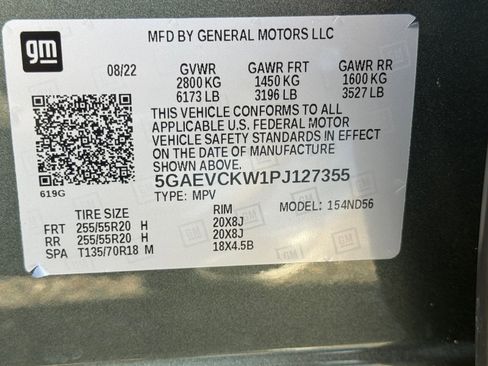 gm
MFD BY GENERAL MOTORS LLC
08/22 GVWR GAWR FRT GAWR RR
2800 KG 1450 KG 1600 KG
6173 LB 3196 LB 3527 LB
THIS VEHICLE CONFORMS TO ALL
APPLICABLE U.S. FEDERAL MOTOR
VEHICLE SAFETY STANDARDS IN EFFECT
ON THE DATE OF MANUFACTURE
SHOWN ABOVE.
619G
5GAEVCKW1PJ127355
TYPE: MPV MODEL: 154ND56
TIRE SIZE RIM
FRT 255/55R20 H 20X8J
RR 255/55R20 H 20X8J
SPA T135/70R18 M 18X4.5B